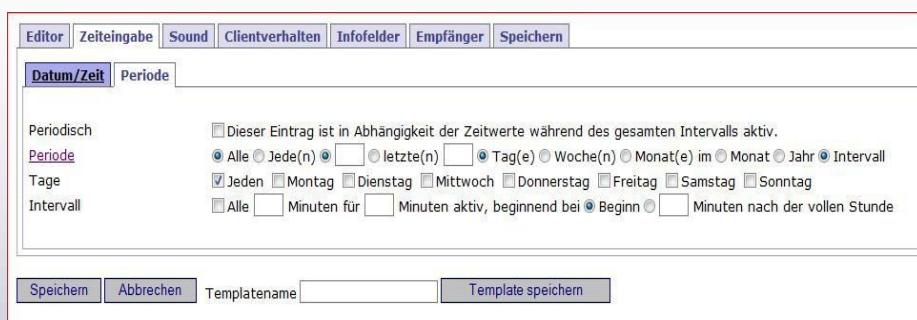 Editor Zeiteingabe Sound Clientverhalten Infofelder Empfänger Speichern
Datum/Zeit Periode
Periodisch Dieser Eintrag ist in Abhängigkeit der Zeitwerte während des gesamten Intervalls aktiv.
Periode Alle Jede(n) letzte(n) Tag(e) Woche(n) Monat(e) im Monat Jahr Intervall
Tage Jeden Montag Dienstag Mittwoch Donnerstag Freitag Samstag Sonntag
Intervall Alle Minuten für Minuten aktiv, beginnend bei Beginn Minuten nach der vollen Stunde
Speichern Abbrechen Templatename Template speichern